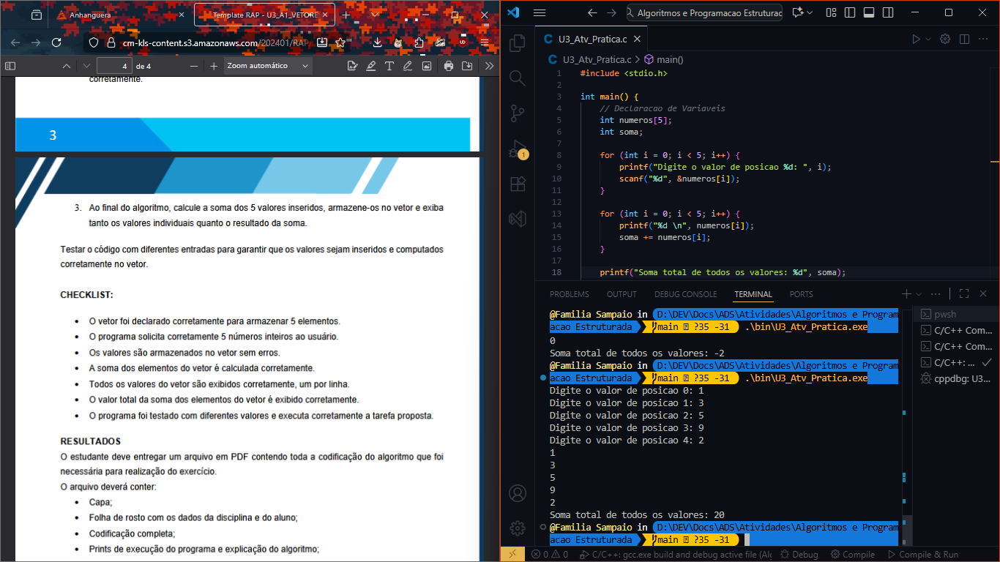 Anhanguera
Template RAP - U3_A1_VETORE
cm-kls-content.s3.amazonaws.com/202401/RAP
4 de 4
Zoom automático
corretamente.
3
3. Ao final do algoritmo, calcule a soma dos 5 valores inseridos, armazene-os no vetor e exiba
tanto os valores individuais quanto o resultado da soma.
Testar o código com diferentes entradas para garantir que os valores sejam inseridos e computados
corretamente no vetor.
CHECKLIST:
• O vetor foi declarado corretamente para armazenar 5 elementos.
• O programa solicita corretamente 5 números inteiros ao usuário.
• Os valores são armazenados no vetor sem erros.
• A soma dos elementos do vetor é calculada corretamente.
• Todos os valores do vetor são exibidos corretamente, um por linha.
• O valor total da soma dos elementos do vetor é exibido corretamente.
• O programa foi testado com diferentes valores e executa corretamente a tarefa proposta.
RESULTADOS
O estudante deve entregar um arquivo em PDF contendo toda a codificação do algoritmo que foi
necessária para realização do exercício.
O arquivo deverá conter:
• Capa;
• Folha de rosto com os dados da disciplina e do aluno;
• Codificação completa;
• Prints de execução do programa e explicação do algoritmo;
Algoritmos e Programacao Estruturac
C U3_Atv_Pratica.c
C U3_Atv_Pratica.c > main()
1 #include <stdio.h>
2
3 int main() {
4 // Declaracao de Variaveis
5 int numeros[5];
6 int soma;
7
8 for (int i = 0; i < 5; i++) {
9 printf("Digite o valor de posicao %d: ", i);
10 scanf("%d", &numeros[i]);
11 }
12
13 for (int i = 0; i < 5; i++) {
14 printf("%d \n", numeros[i]);
15 soma += numeros[i];
16 }
17
18 printf("Soma total de todos os valores: %d", soma);
PROBLEMS OUTPUT DEBUG CONSOLE TERMINAL PORTS
1
@Familia Sampaio in D:\DEV\Docs\ADS\Atividades\Algoritmos e Program
acao Estruturada main ?35 -31 .\bin\U3_Atv_Pratica.exe
0
Soma total de todos os valores: -2
@Familia Sampaio in D:\DEV\Docs\ADS\Atividades\Algoritmos e Program
acao Estruturada main ?35 -31 .\bin\U3_Atv_Pratica.exe
Digite o valor de posicao 0: 1
Digite o valor de posicao 1: 3
Digite o valor de posicao 2: 5
Digite o valor de posicao 3: 9
Digite o valor de posicao 4: 2
1
3
5
9
2
Soma total de todos os valores: 20
@Familia Sampaio in D:\DEV\Docs\ADS\Atividades\Algoritmos e Program
acao Estruturada main ?35 -31
pwsh
C/C++ Com...
C/C++ Com...
C/C++: ...
cppdbg: U3...
0 0 C/C++: gcc.exe build and debug active file (Alg Debug Compile Compile & Run